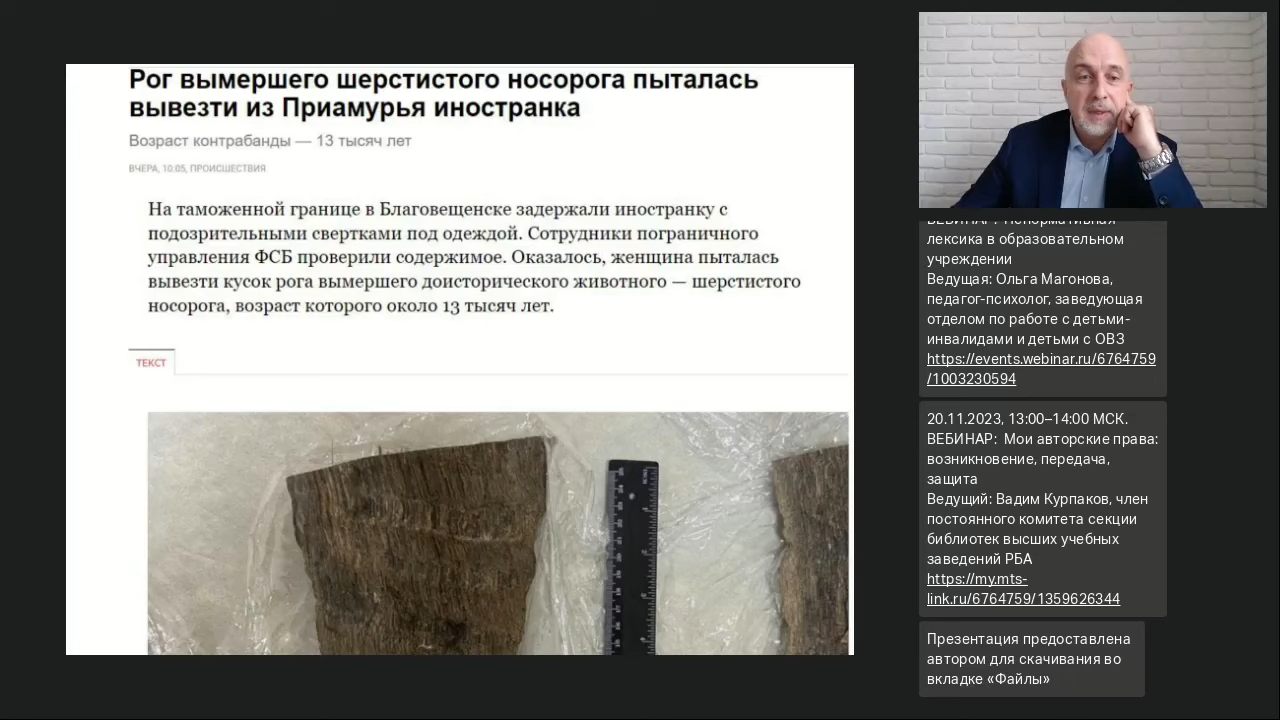 Рог вымершего шерстистого носорога пыталась
вывезти из Приамурья иностранка
Возраст контрабанды — 13 тысяч лет
ВЧЕРА, 10:05, ПРОИСШЕСТВИЯ
На таможенной границе в Благовещенске задержали иностранку с
подозрительными свертками под одеждой. Сотрудники пограничного
управления ФСБ проверили содержимое. Оказалось, женщина пыталась
вывезти кусок рога вымершего доисторического животного — шерстистого
носорога, возраст которого около 13 тысяч лет.
ТЕКСТ
ВЕБИНАР: Ненормативная
лексика в образовательном
учреждении
Ведущая: Ольга Магонова,
педагог-психолог, заведующая
отделом по работе с детьми-
инвалидами и детьми с ОВЗ
https://events.webinar.ru/6764759
/1003230594
20.11.2023, 13:00–14:00 МСК.
ВЕБИНАР: Мои авторские права:
возникновение, передача,
защита
Ведущий: Вадим Курпаков, член
постоянного комитета секции
библиотек высших учебных
заведений РБА
https://my.mts-
link.ru/6764759/1359626344
Презентация предоставлена
автором для скачивания во
вкладке «Файлы»